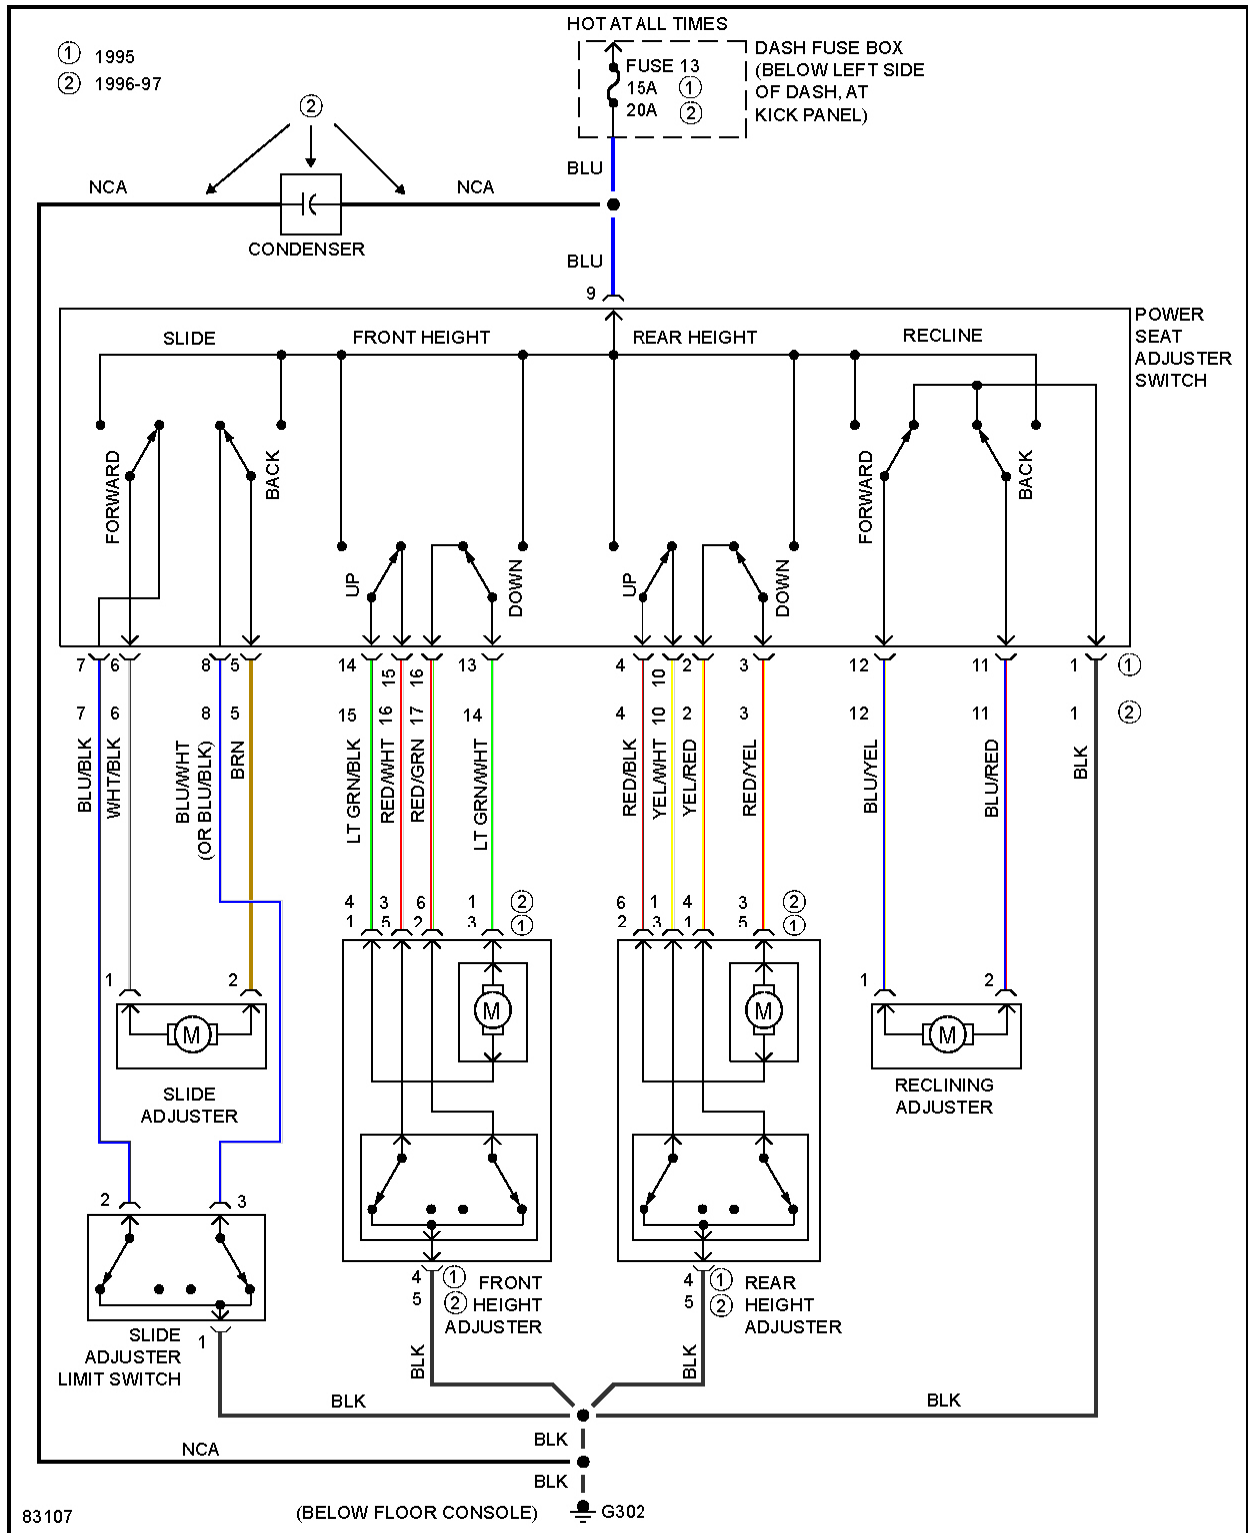 HOT AT ALL TIMES
1 1995
2 1996-97
DASH FUSE BOX
(BELOW LEFT SIDE
OF DASH, AT
KICK PANEL)
FUSE 13
15A 1
20A 2
2
BLU
NCA
NCA
CONDENSER
BLU
9
POWER
SEAT
ADJUSTER
SWITCH
SLIDE
FRONT HEIGHT
REAR HEIGHT
RECLINE
FORWARD
BACK
UP
DOWN
UP
DOWN
FORWARD
BACK
7 6 8 5 14 15 16 13 4 10 2 3 12 11 1 1
7 6 8 5 15 16 17 14 4 10 2 3 12 11 1 2
BLU/BLK
WHT/BLK
BLU/WHT
(OR BLU/BLK)
BRN
LT GRN/BLK
RED/WHT
RED/GRN
LT GRN/WHT
RED/BLK
YEL/WHT
YEL/RED
RED/YEL
BLU/YEL
BLU/RED
BLK
4 3 6 1 2
1 5 2 3 1
6 1 4 3 2
2 3 1 5 1
1 2
M
M
M
1 2
M
SLIDE
ADJUSTER
RECLINING
ADJUSTER
2 3
1
SLIDE
ADJUSTER
LIMIT SWITCH
4 1 FRONT
5 2 HEIGHT
ADJUSTER
4 1 REAR
5 2 HEIGHT
ADJUSTER
BLK
BLK
BLK
BLK
BLK
NCA
BLK
(BELOW FLOOR CONSOLE)
G302
83107